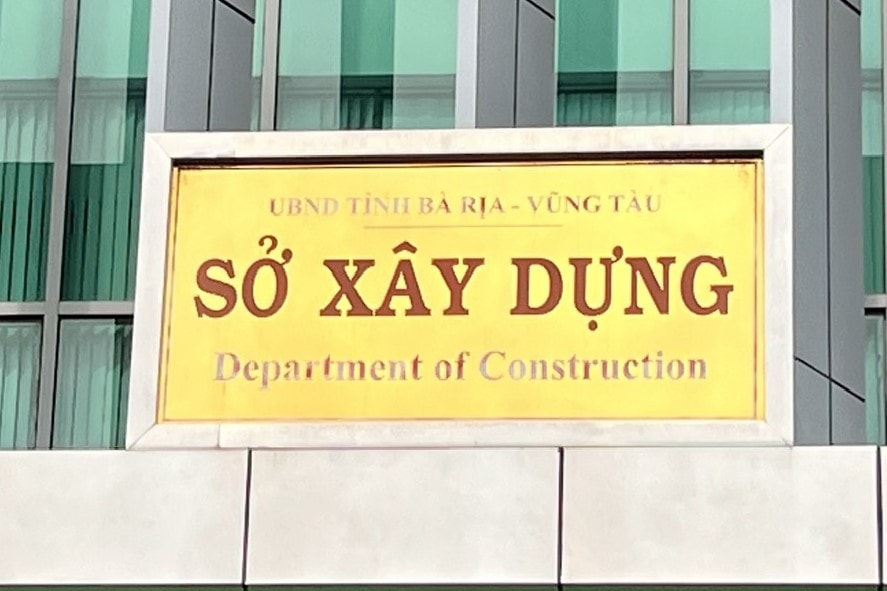 UBND TỈNH BÀ RỊA - VŨNG TÀU
SỞ XÂY DỰNG
Department of Construction